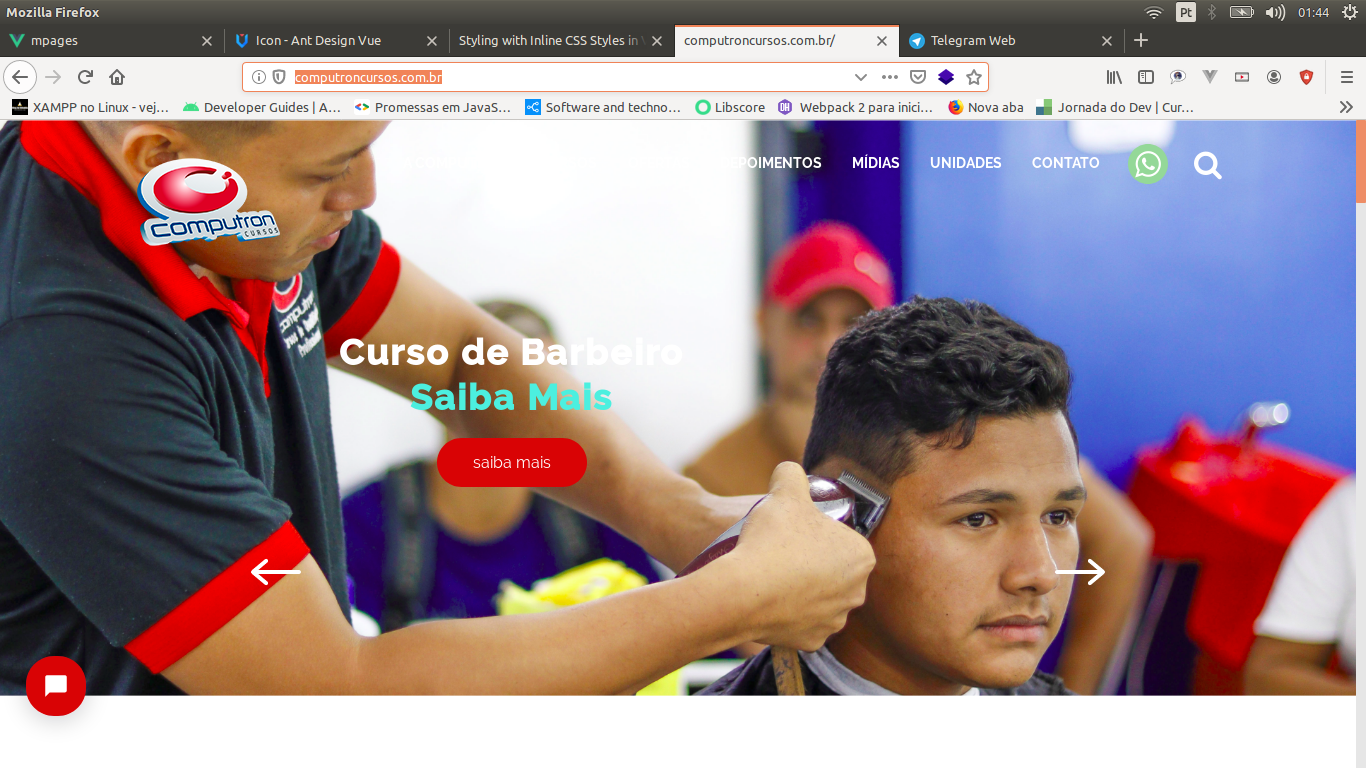 Mozilla Firefox
Pt
01:44
mpages
Icon - Ant Design Vue
Styling with Inline CSS Styles in
computroncursos.com.br/
Telegram Web
computroncursos.com.br
XAMPP no Linux - vej…
Developer Guides | A…
Promessas em JavaS…
Software and techno…
Libscore
Webpack 2 para inici…
Nova aba
Jornada do Dev | Cur…
DEPOIMENTOS
MÍDIAS
UNIDADES
CONTATO
Computron
CURSOS
Curso de Barbeiro
Saiba Mais
saiba mais